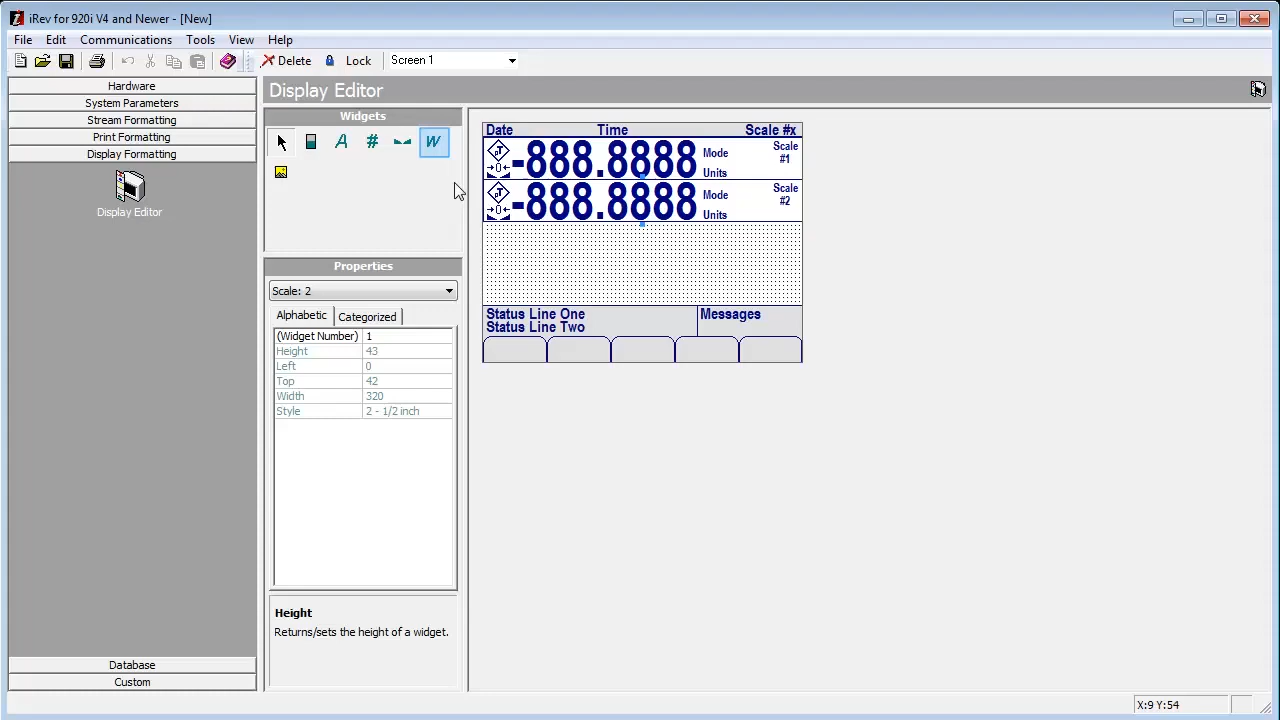 iRev for 920i V4 and Newer - [New]
File Edit Communications Tools View Help
Delete Lock Screen 1
Hardware
System Parameters
Stream Formatting
Print Formatting
Display Formatting
Display Editor
Database
Custom
Display Editor
Widgets
A # W
Properties
Scale: 2
Alphabetic Categorized
(Widget Number) 1
Height 43
Left 0
Top 42
Width 320
Style 2 - 1/2 inch
Height
Returns/sets the height of a widget.
Date Time Scale #x
-888.8888 Mode Units Scale #1
-888.8888 Mode Units Scale #2
Status Line One Messages
Status Line Two
X:9 Y:54